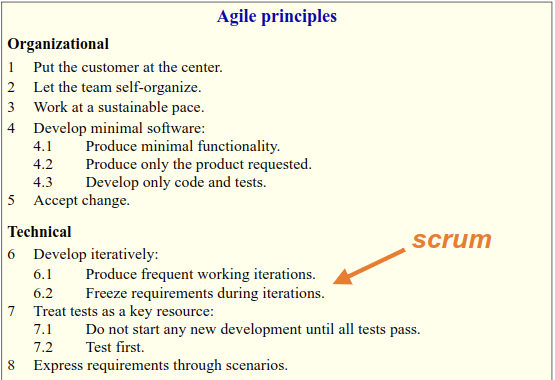 Agile principles
Organizational
1 Put the customer at the center.
2 Let the team self-organize.
3 Work at a sustainable pace.
4 Develop minimal software:
4.1 Produce minimal functionality.
4.2 Produce only the product requested.
4.3 Develop only code and tests.
5 Accept change.
Technical
scrum
6 Develop iteratively:
6.1 Produce frequent working iterations.
6.2 Freeze requirements during iterations.
7 Treat tests as a key resource:
7.1 Do not start any new development until all tests pass.
7.2 Test first.
8 Express requirements through scenarios.